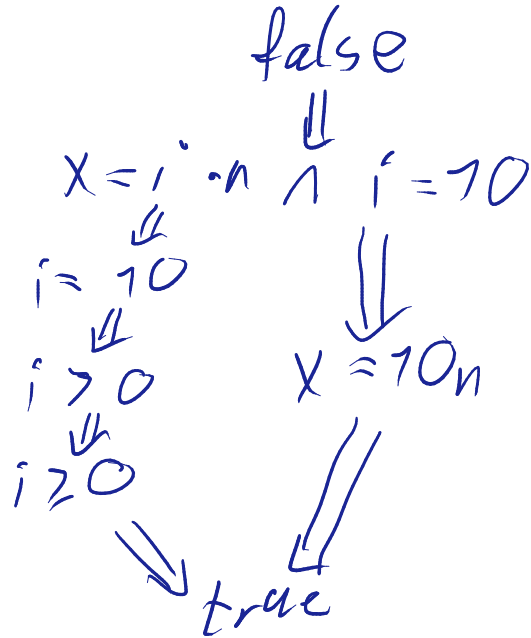 false
⇓
x = i · n ∧ i = 10
⇓ ⇓
i = 10
⇓
i > 0 x = 10n
⇓
i ≥ 0
⇓ ⇓
true